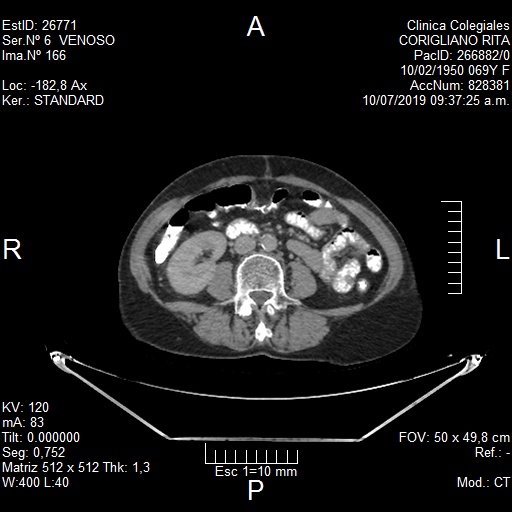 EstID: 26771
Ser.Nº 6 VENOSO
Ima.Nº 166
Loc: -182,8 Ax
Ker.: STANDARD
A
Clinica Colegiales
CORIGLIANO RITA
PacID: 266882/0
10/02/1950 069Y F
AccNum: 828381
10/07/2019 09:37:25 a.m.
R
L
KV: 120
mA: 83
Tilt: 0.000000
Seg: 0,752
Matriz 512 x 512 Thk: 1,3
W:400 L:40
Esc 1=10 mm
P
FOV: 50 x 49,8 cm
Ref.: -
Mod.: CT